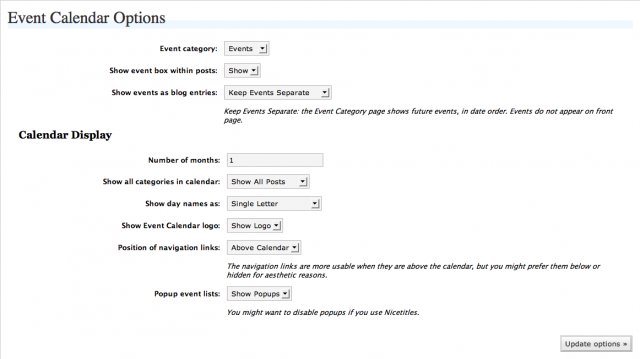 Event Calendar Options
Event category: Events
Show event box within posts: Show
Show events as blog entries: Keep Events Separate
Keep Events Separate: the Event Category page shows future events, in date order. Events do not appear on front
page.
Calendar Display
Number of months: 1
Show all categories in calendar: Show All Posts
Show day names as: Single Letter
Show Event Calendar logo: Show Logo
Position of navigation links: Above Calendar
The navigation links are more usable when they are above the calendar, but you might prefer them below or
hidden for aesthetic reasons.
Popup event lists: Show Popups
You might want to disable popups if you use Nicetitles.
Update options »